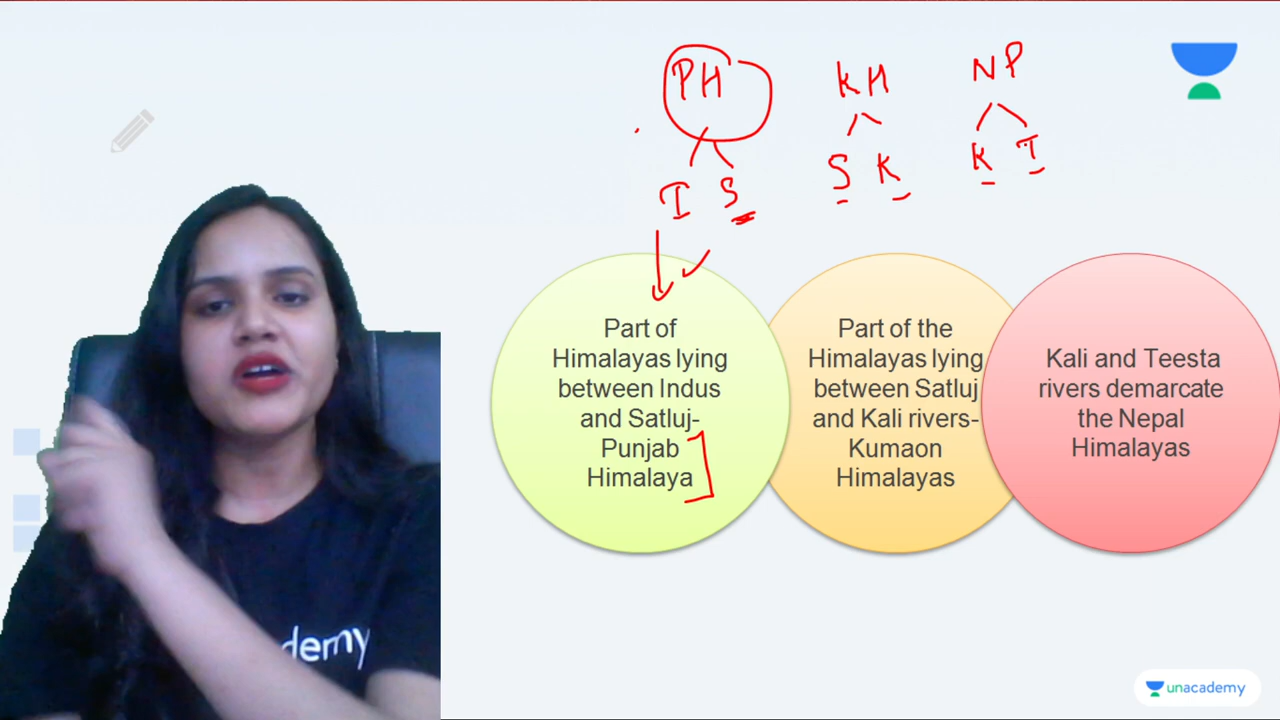 PH KH NP
I S S K K T
Part of
Himalayas lying
between Indus
and Satluj-
Punjab
Himalaya
Part of the
Himalayas lying
between Satluj
and Kali rivers-
Kumaon
Himalayas
Kali and Teesta
rivers demarcate
the Nepal
Himalayas
demy
unacademy